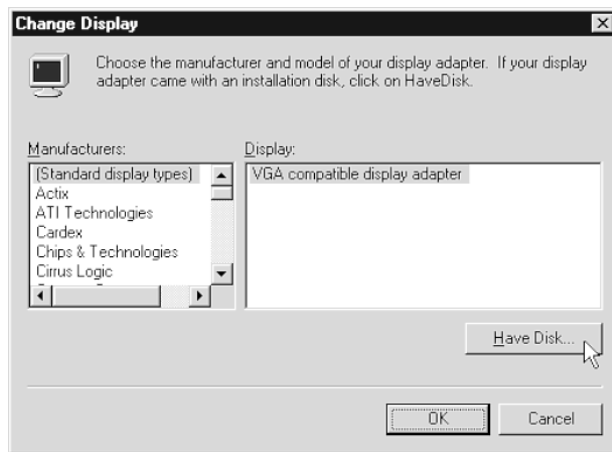 Change Display
Choose the manufacturer and model of your display adapter. If your display
adapter came with an installation disk, click on HaveDisk.
Manufacturers:
(Standard display types)
Actix
ATI Technologies
Cardex
Chips & Technologies
Cirrus Logic
Display:
VGA compatible display adapter
Have Disk...
OK
Cancel